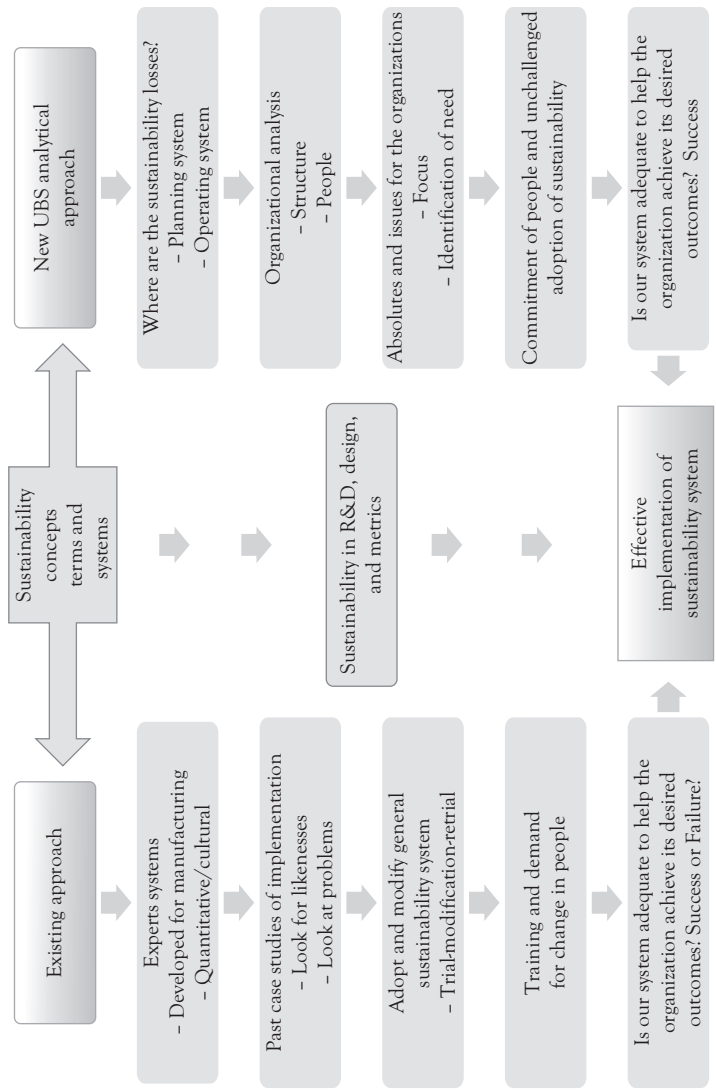 Sustainability
concepts
terms and
systems
Existing approach
Experts systems
– Developed for manufacturing
– Quantitative/cultural
Past case studies of implementation
– Look for likenesses
– Look at problems
Adopt and modify general
sustainability system
– Trial-modification-retrial
Training and demand
for change in people
Is our system adequate to help the
organization achieve its desired
outcomes? Success or Failure?
Sustainability in R&D, design,
and metrics
Effective
implementation of
sustainability system
New UBS analytical
approach
Where are the sustainability losses?
– Planning system
– Operating system
Organizational analysis
– Structure
– People
Absolutes and issues for the organizations
– Focus
– Identification of need
Commitment of people and unchallenged
adoption of sustainability
Is our system adequate to help the
organization achieve its desired
outcomes? Success